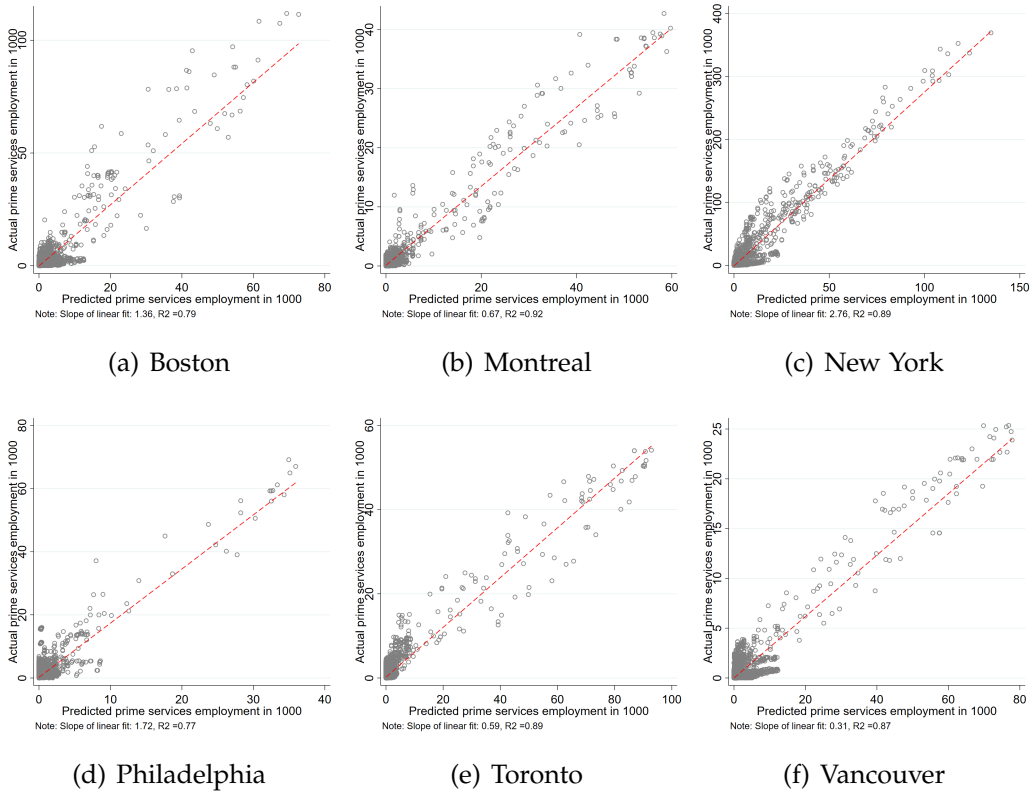 Actual prime services employment in 1000
0 50 100
0 20 40 60 80
Predicted prime services employment in 1000
Note: Slope of linear fit: 1.36, R2 =0.79
(a) Boston
Actual prime services employment in 1000
0 10 20 30 40
0 20 40 60
Predicted prime services employment in 1000
Note: Slope of linear fit: 0.67, R2 =0.92
(b) Montreal
Actual prime services employment in 1000
0 100 200 300 400
0 50 100 150
Predicted prime services employment in 1000
Note: Slope of linear fit: 2.76, R2 =0.89
(c) New York
Actual prime services employment in 1000
0 20 40 60 80
0 10 20 30 40
Predicted prime services employment in 1000
Note: Slope of linear fit: 1.72, R2 =0.77
(d) Philadelphia
Actual prime services employment in 1000
0 20 40 60
0 20 40 60 80 100
Predicted prime services employment in 1000
Note: Slope of linear fit: 0.59, R2 =0.89
(e) Toronto
Actual prime services employment in 1000
0 5 10 15 20 25
0 20 40 60 80
Predicted prime services employment in 1000
Note: Slope of linear fit: 0.31, R2 =0.87
(f) Vancouver